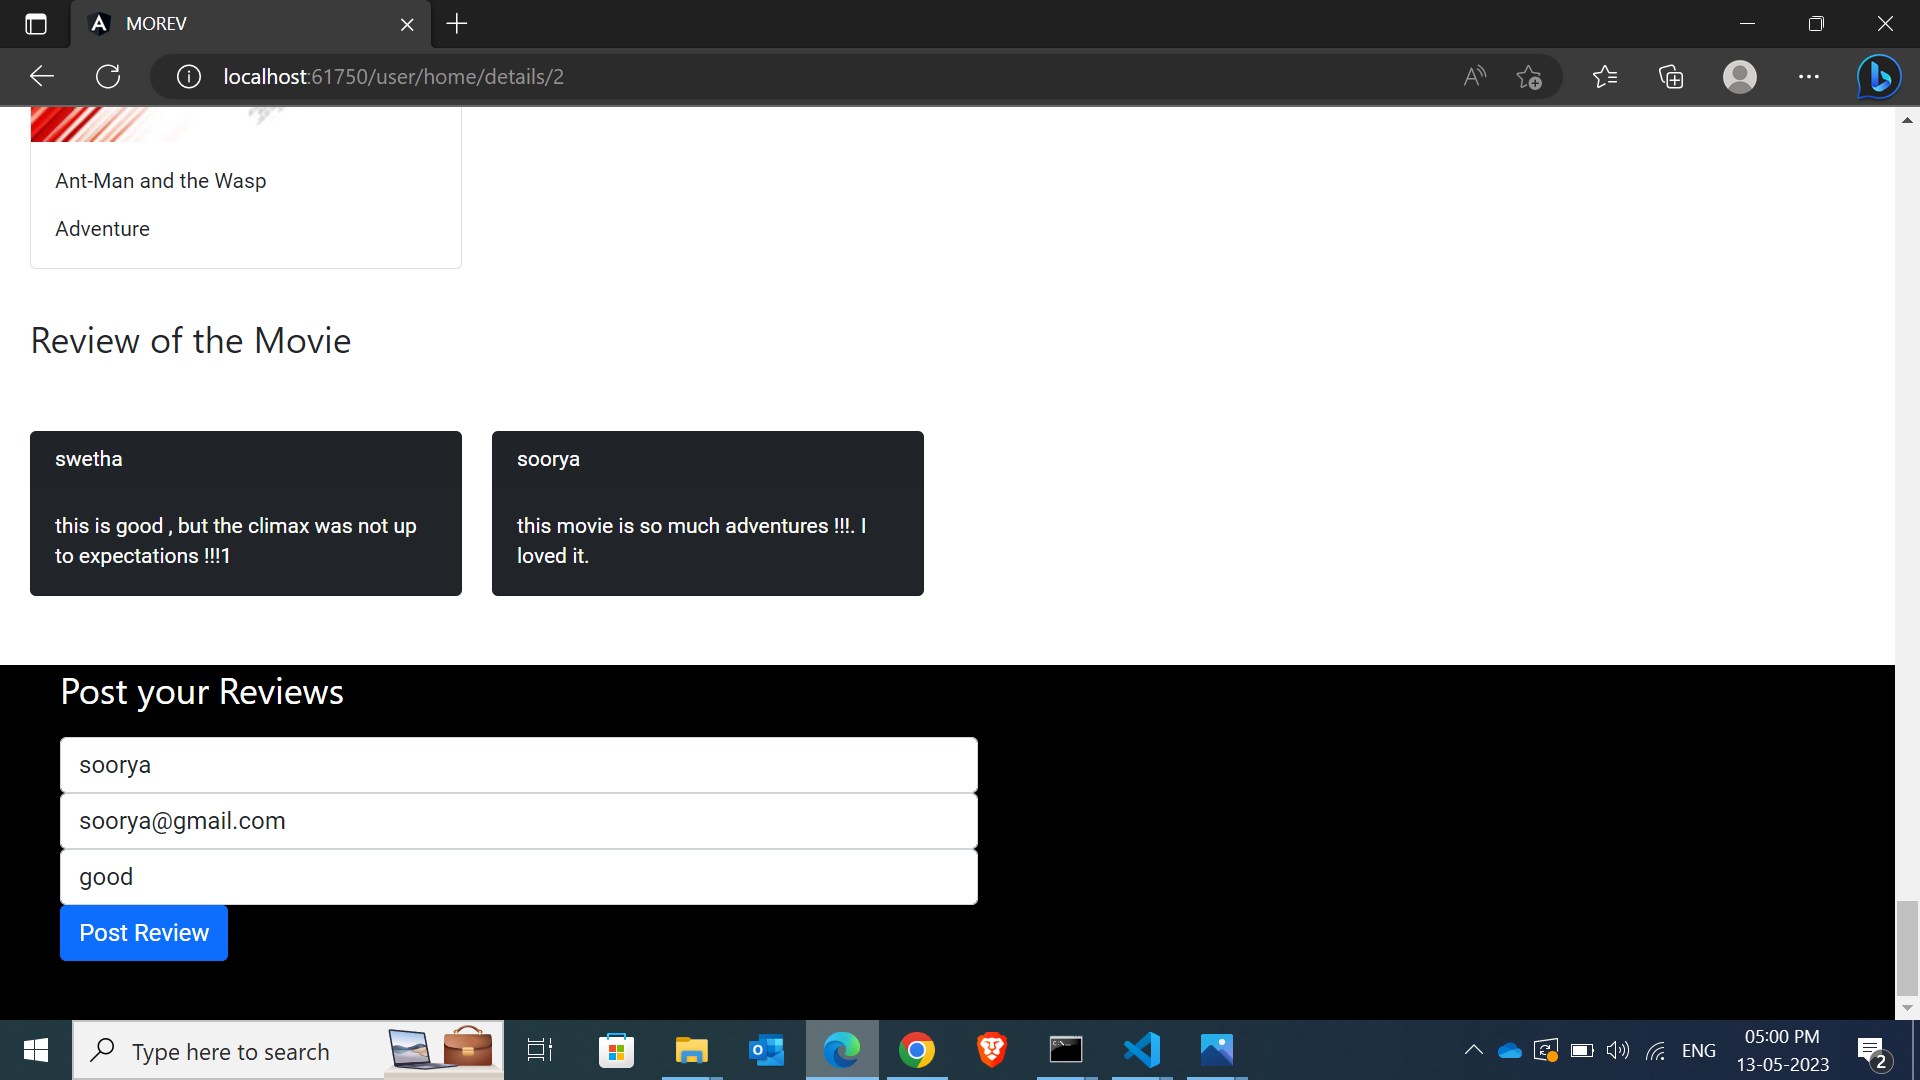 MOREV
localhost:61750/user/home/details/2
Ant-Man and the Wasp
Adventure
Review of the Movie
swetha
soorya
this is good , but the climax was not up
to expectations !!!1
this movie is so much adventures !!!. I
loved it.
Post your Reviews
soorya
soorya@gmail.com
good
Post Review
Type here to search
ENG
05:00 PM
13-05-2023
2